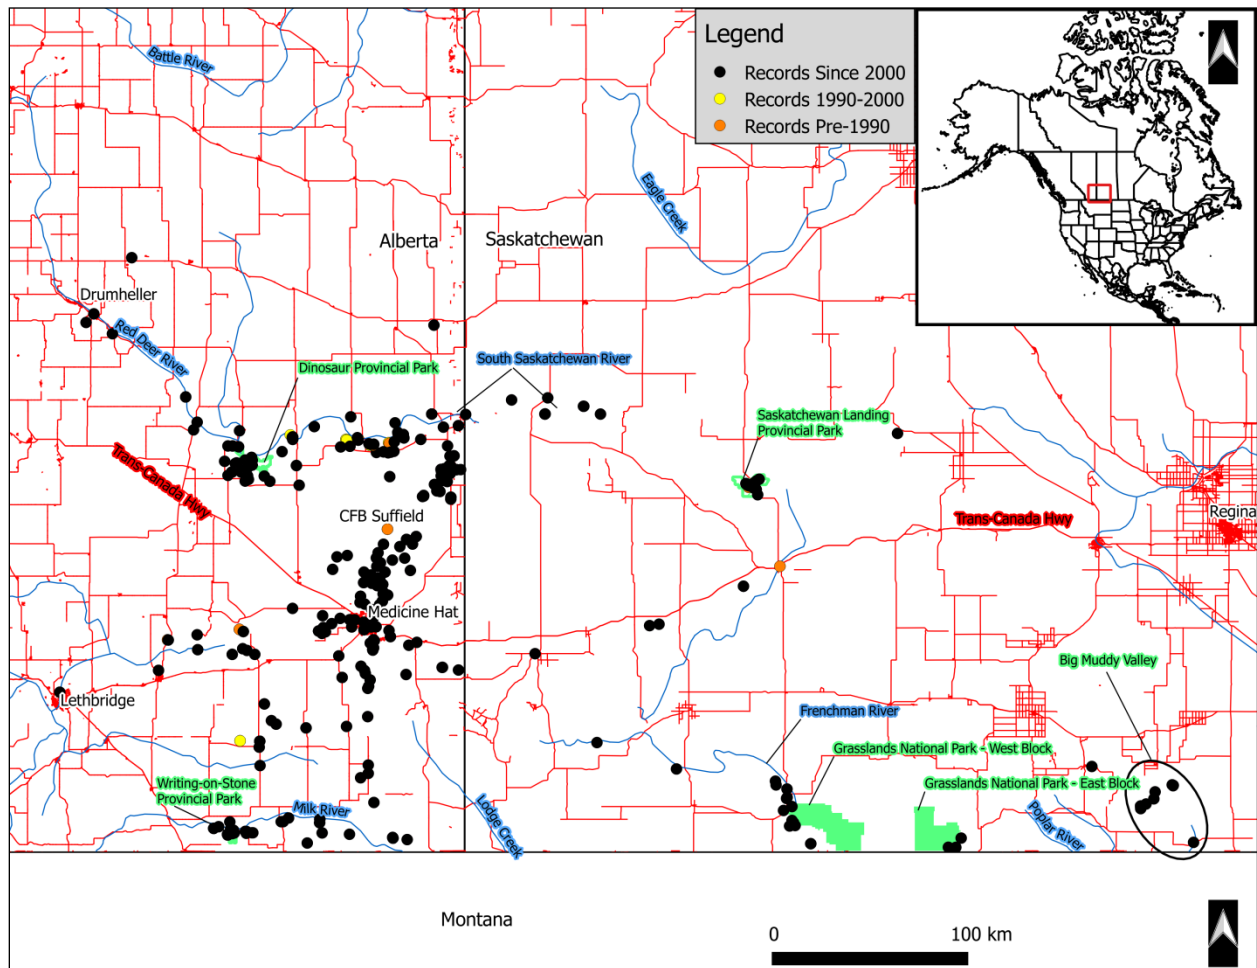 Legend
Records Since 2000
Records 1990-2000
Records Pre-1990
Battle River
Eagle Creek
Alberta
Saskatchewan
Drumheller
Red Deer River
Dinosaur Provincial Park
South Saskatchewan River
Saskatchewan Landing
Provincial Park
Trans-Canada Hwy
CFB Suffield
Trans-Canada Hwy
Regina
Medicine Hat
Big Muddy Valley
Lethbridge
Frenchman River
Grasslands National Park - West Block
Grasslands National Park - East Block
Writing-on-Stone
Provincial Park
Milk River
Lodge Creek
Poplar River
Montana
0
100 km